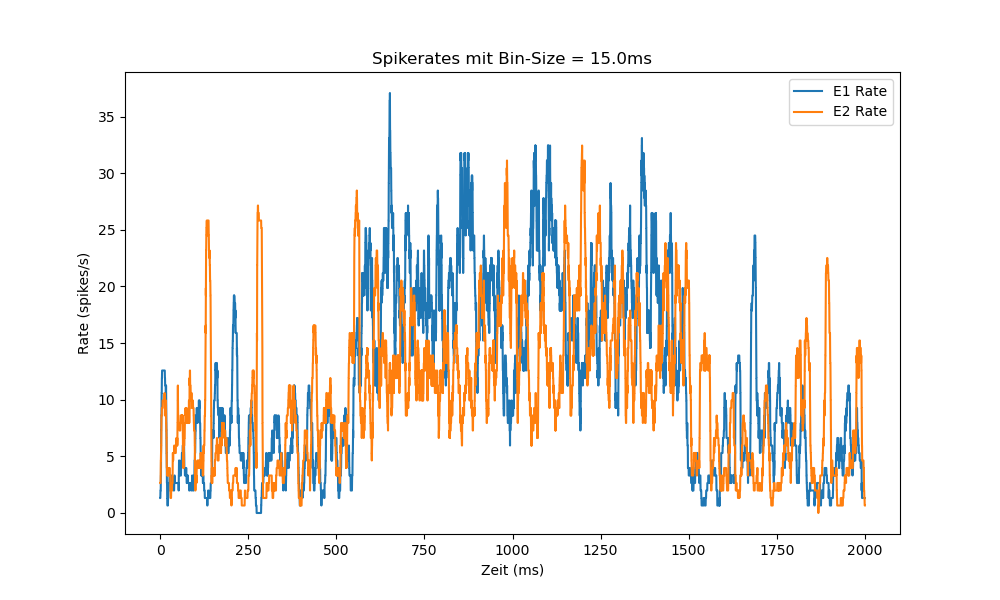 Spikerates mit Bin-Size = 15.0ms
E1 Rate
E2 Rate
Rate (spikes/s)
35
30
25
20
15
10
5
0
0 250 500 750 1000 1250 1500 1750 2000
Zeit (ms)